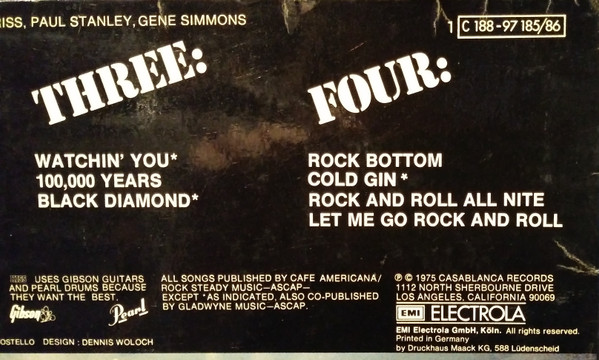 RISS, PAUL STANLEY, GENE SIMMONS
1 C 188-97 185/86
THREE:
WATCHIN' YOU*
100,000 YEARS
BLACK DIAMOND*
FOUR:
ROCK BOTTOM
COLD GIN*
ROCK AND ROLL ALL NITE
LET ME GO ROCK AND ROLL
USES GIBSON GUITARS
AND PEARL DRUMS BECAUSE
THEY WANT THE BEST.
Gibson Pearl
OSTELLO DESIGN: DENNIS WOLOCH
ALL SONGS PUBLISHED BY CAFE AMERICANA/
ROCK STEADY MUSIC—ASCAP—
EXCEPT *AS INDICATED, ALSO CO-PUBLISHED
BY GLADWYNE MUSIC—ASCAP.
℗ © 1975 CASABLANCA RECORDS
1112 NORTH SHERBOURNE DRIVE
LOS ANGELES, CALIFORNIA 90069
EMI ELECTROLA
EMI Electrola GmbH, Köln. All rights reserved.
Printed in Germany
by Druckhaus Maack KG, 588 Lüdenscheid